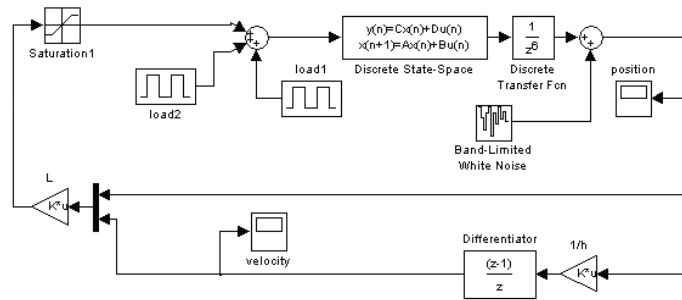 Saturation1
load2
load1
y(n)=Cx(n)+Du(n)
x(n+1)=Ax(n)+Bu(n)
Discrete State-Space
1
z^6
Discrete
Transfer Fcn
position
Band-Limited
White Noise
L
K*u
velocity
Differentiator
(z-1)
z
1/h
K*u